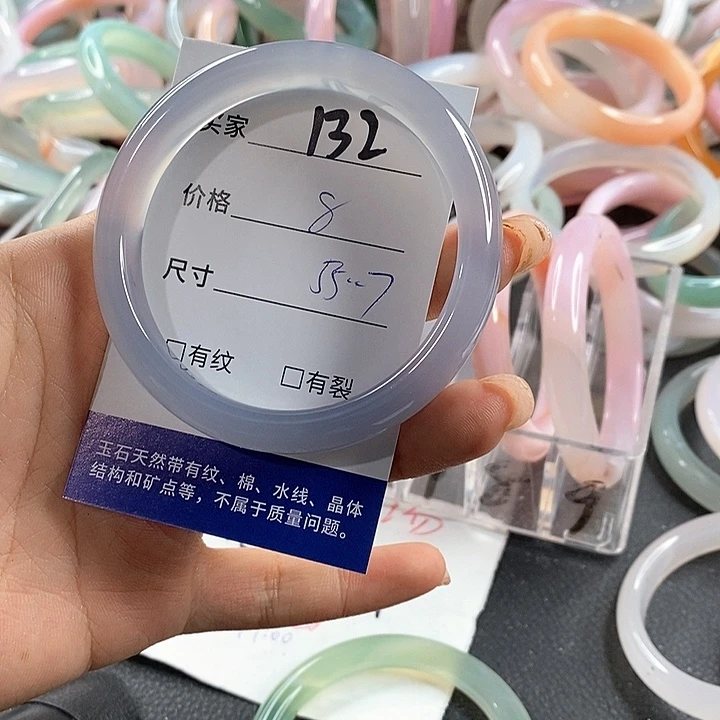 买家 132
价格 8
尺寸 55..7
□有纹 □有裂
玉石天然带有纹、棉、水线、晶体
结构和矿点等，不属于质量问题。